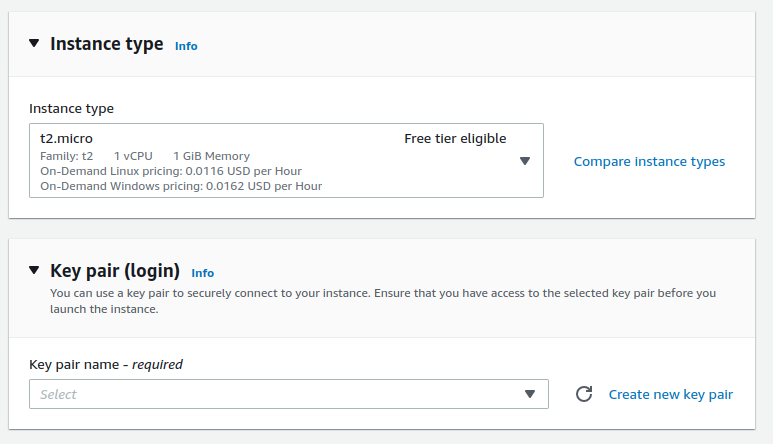 Instance type Info
Instance type
t2.micro Free tier eligible
Family: t2 1 vCPU 1 GiB Memory
On-Demand Linux pricing: 0.0116 USD per Hour
On-Demand Windows pricing: 0.0162 USD per Hour
Compare instance types
Key pair (login) Info
You can use a key pair to securely connect to your instance. Ensure that you have access to the selected key pair before you
launch the instance.
Key pair name - required
Select
Create new key pair